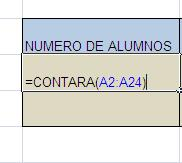 NUMERO DE ALUMNOS
=CONTARA(A2:A24)